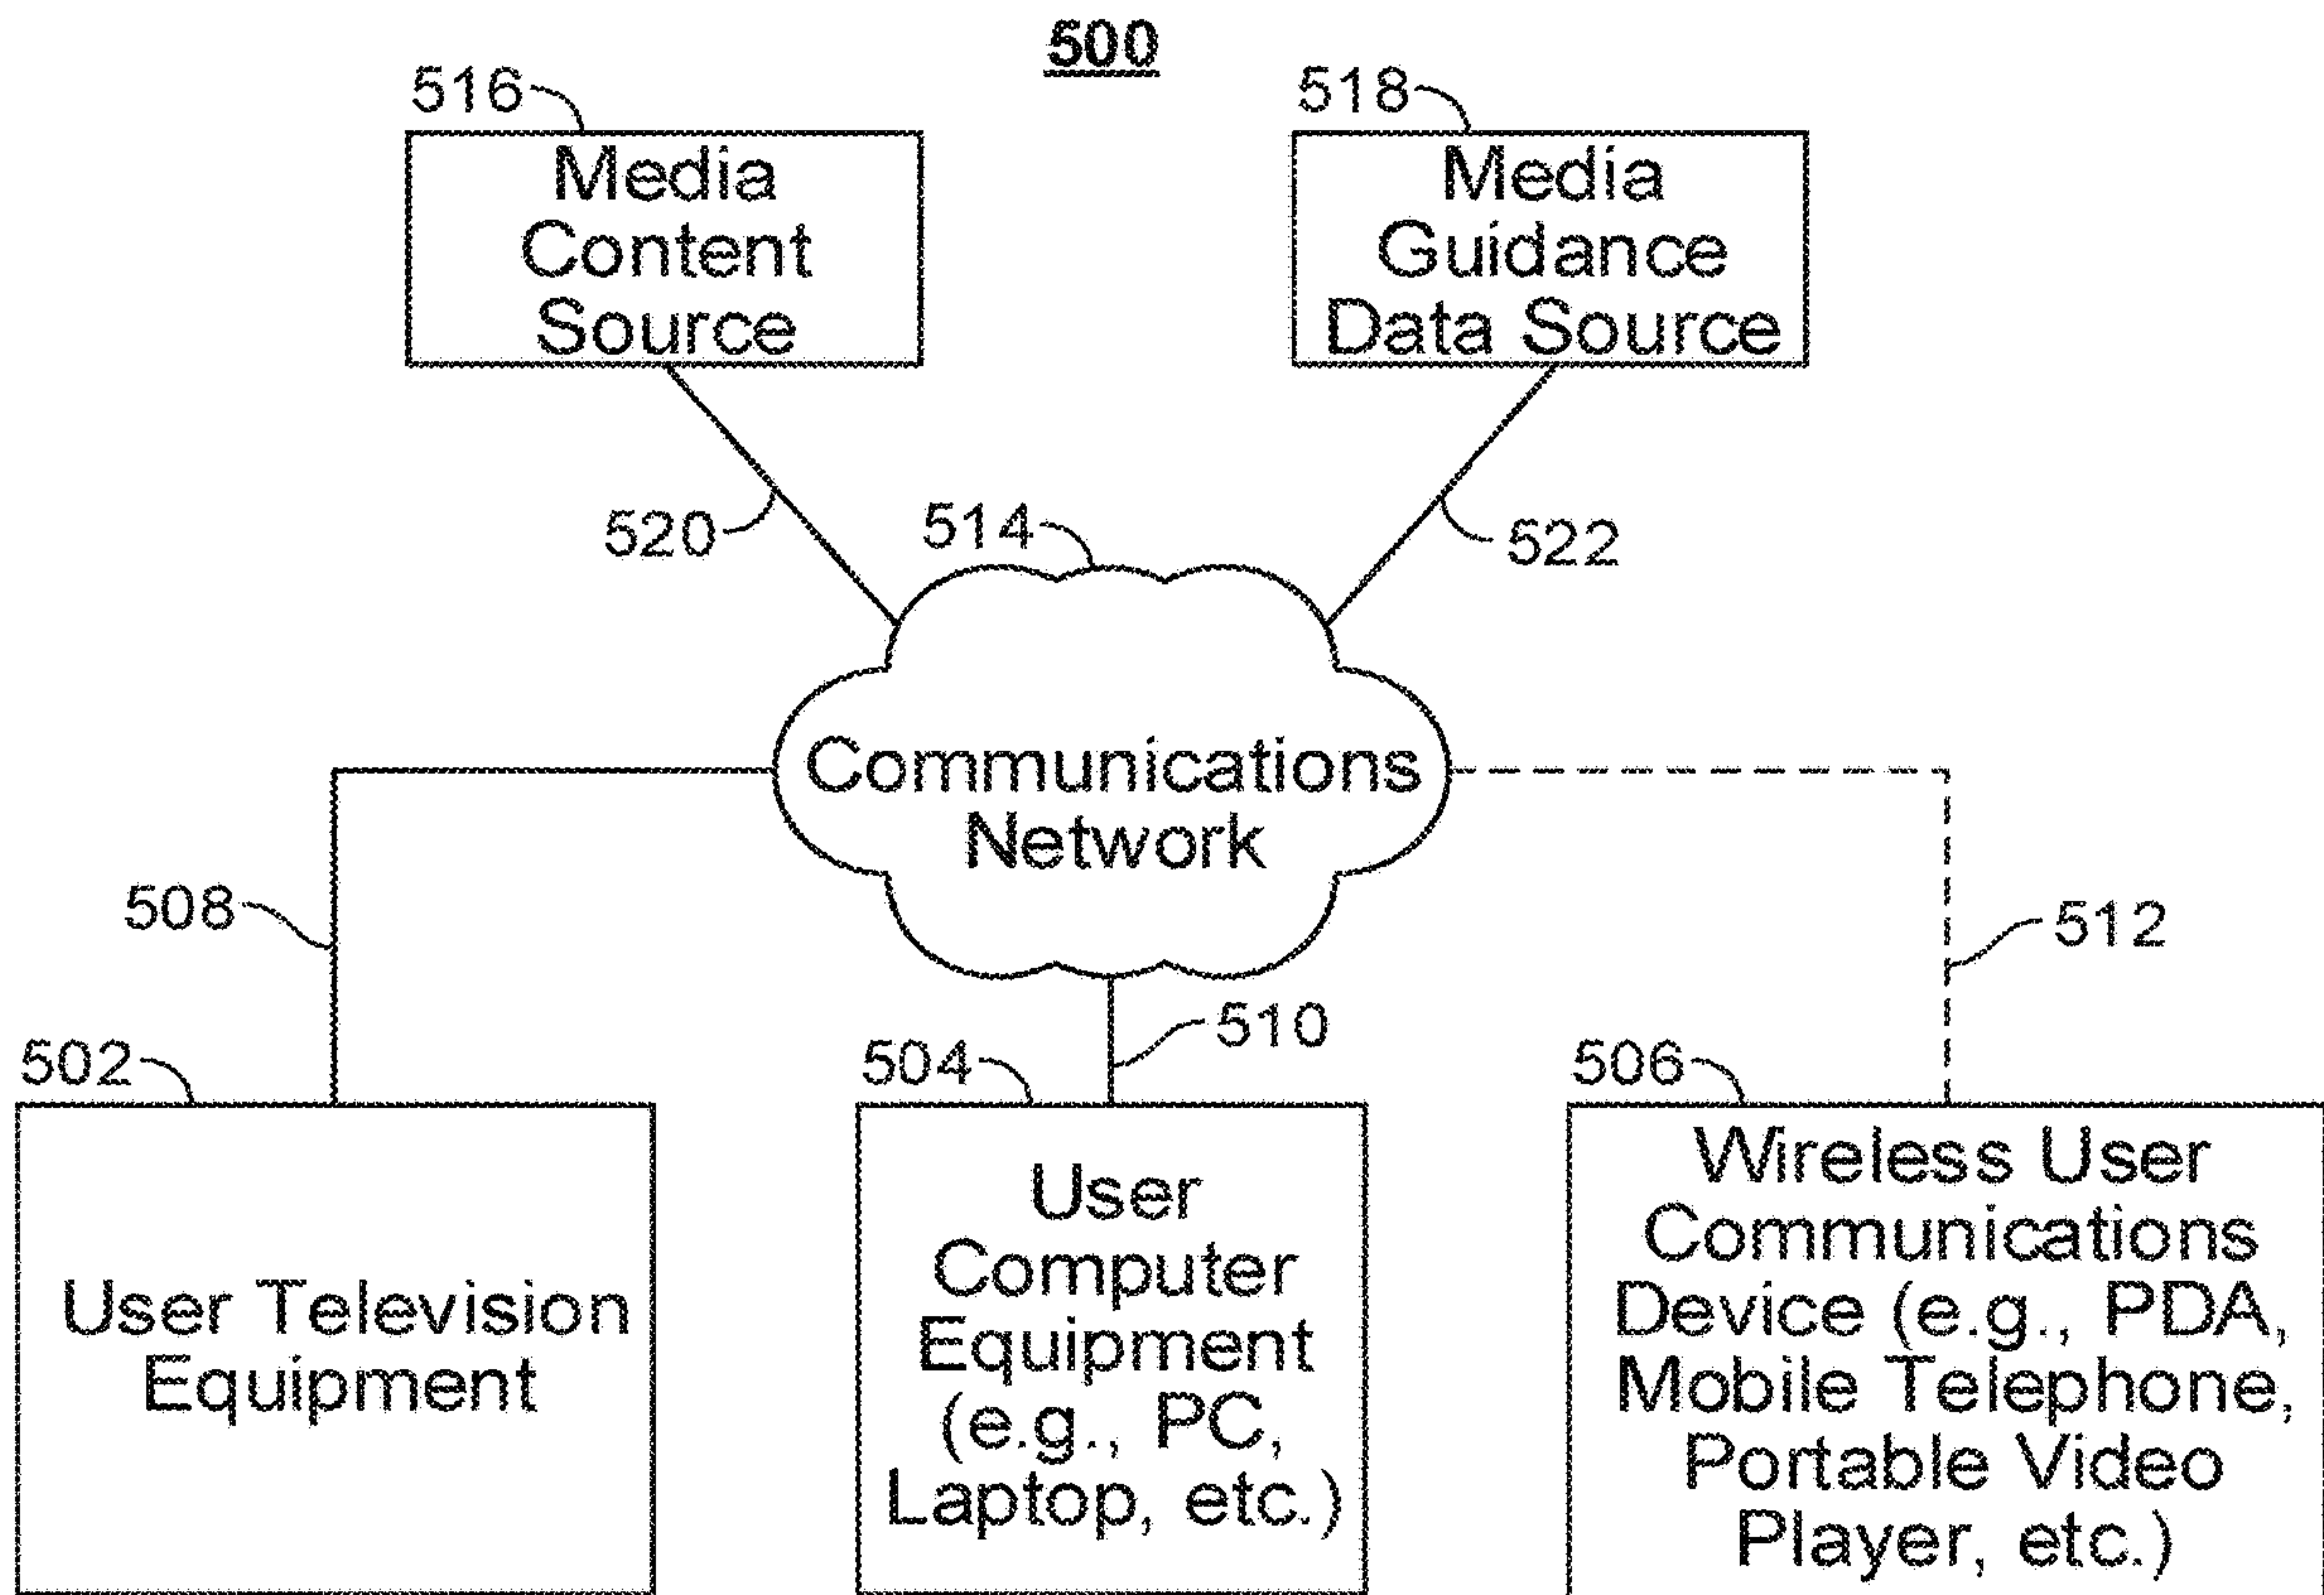 500
516
518
Media
Content
Source
Media
Guidance
Data Source
520
514
522
Communications
Network
508
512
510
502
504
506
User Television
Equipment
User
Computer
Equipment
(e.g., PC,
Laptop, etc.)
Wireless User
Communications
Device (e.g., PDA,
Mobile Telephone,
Portable Video
Player, etc.)